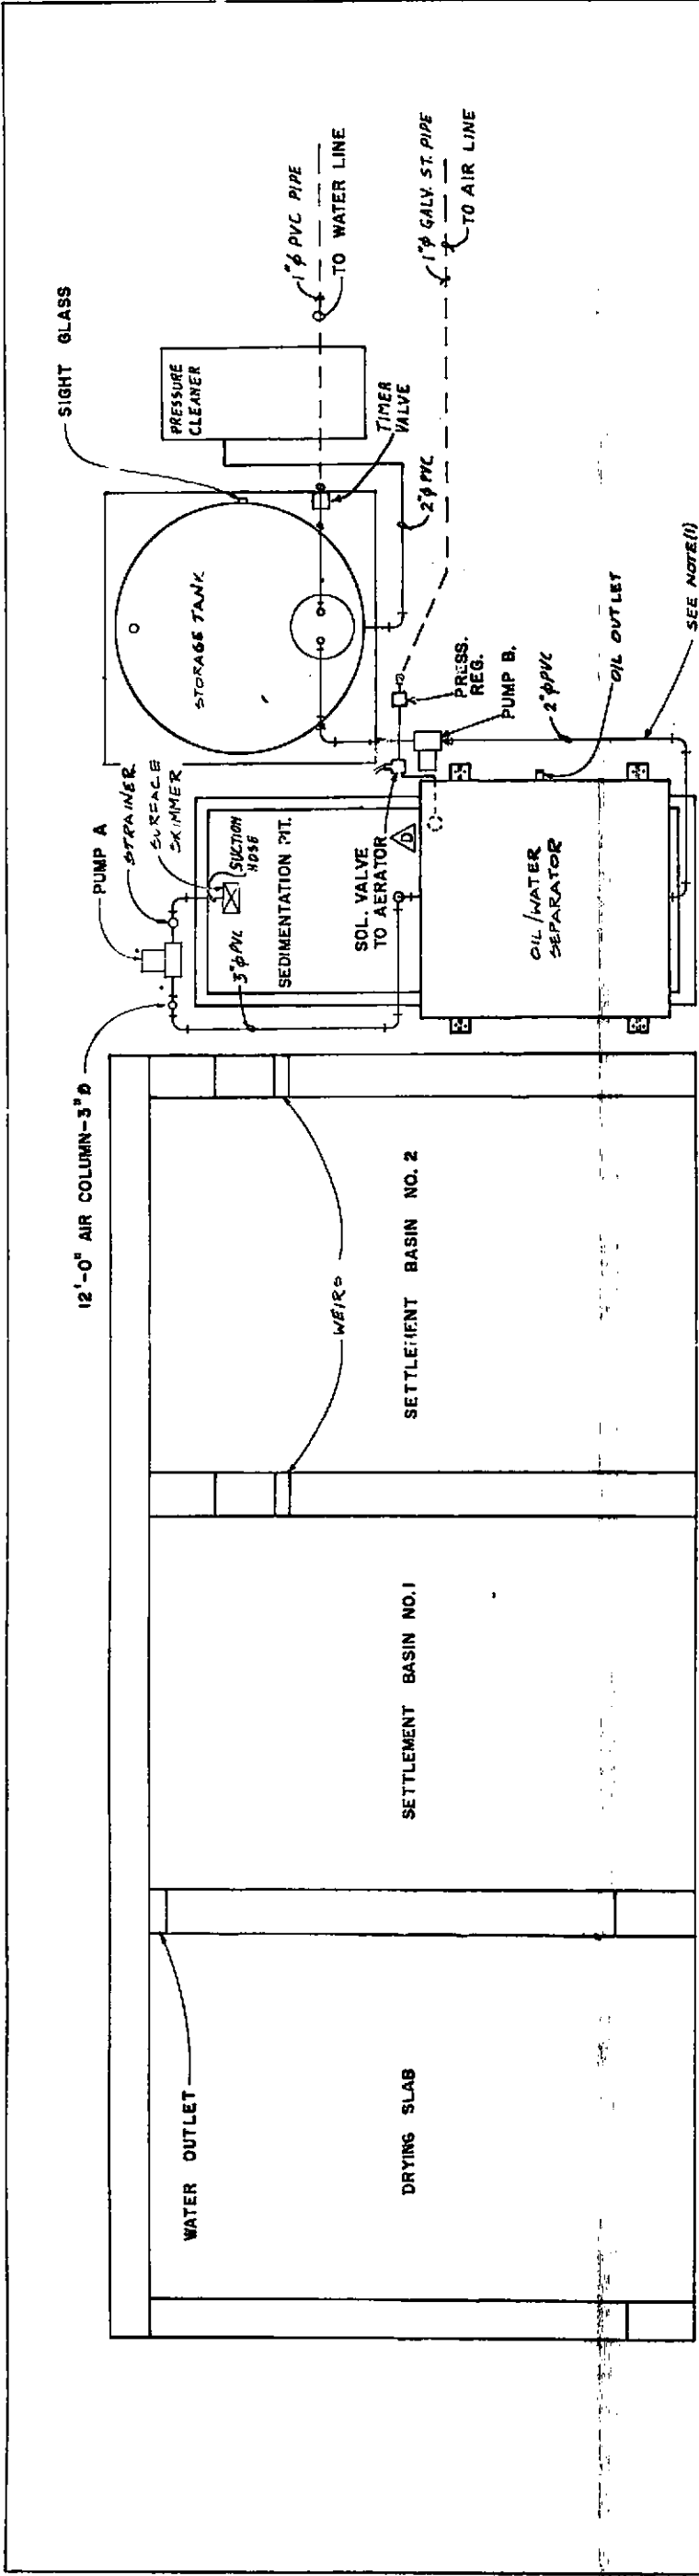 SIGHT GLASS
1"ϕ PVC PIPE
TO WATER LINE
1"ϕ GALV. ST. PIPE
TO AIR LINE
PRESSURE
CLEANER
TIMER
VALVE
2"ϕ PVC
STORAGE TANK
PRESS.
REG.
PUMP B.
2"ϕ PVC
OIL OUTLET
SEE NOTE(1)
PUMP A
STRAINER
SURFACE
SKIMMER
SUCTION
HOSE
12'-0" AIR COLUMN-3"ϕ
3"ϕ PVC
SEDIMENTATION PIT.
SOL. VALVE
TO AERATOR
D
OIL/WATER
SEPARATOR
WEIRS
SETTLEMENT BASIN NO. 2
SETTLEMENT BASIN NO. 1
WATER OUTLET
DRYING SLAB